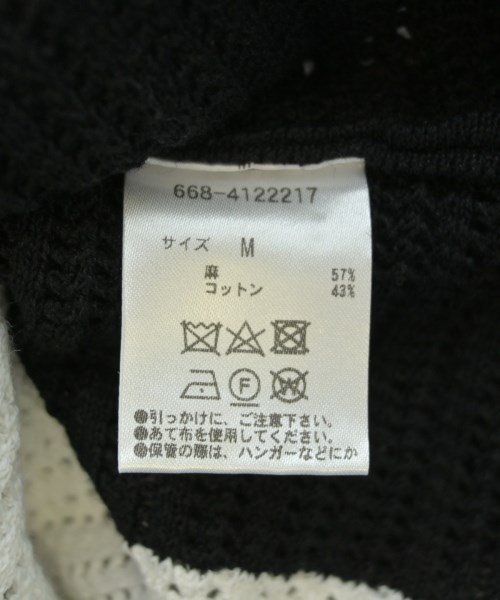 668-4122217
サイズ M
麻 57%
コットン 43%
F
W
●引っかけに、ご注意下さい。
●あて布を使用してください。
●保管の際は、ハンガーなどにか